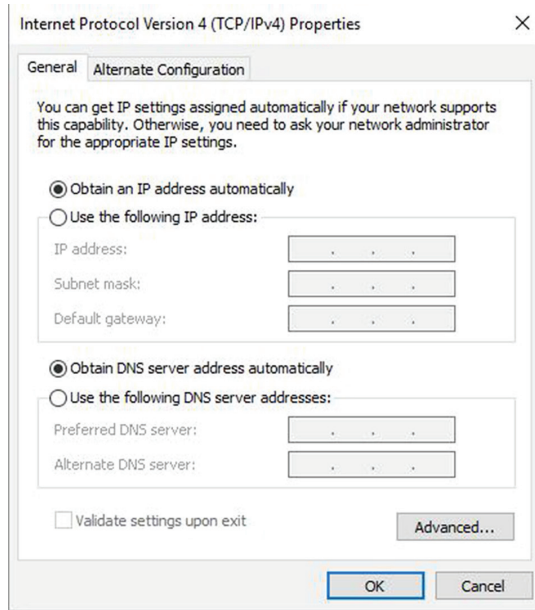 Internet Protocol Version 4 (TCP/IPv4) Properties
General Alternate Configuration
You can get IP settings assigned automatically if your network supports
this capability. Otherwise, you need to ask your network administrator
for the appropriate IP settings.
Obtain an IP address automatically
Use the following IP address:
IP address: . . .
Subnet mask: . . .
Default gateway: . . .
Obtain DNS server address automatically
Use the following DNS server addresses:
Preferred DNS server: . . .
Alternate DNS server: . . .
Validate settings upon exit
Advanced...
OK Cancel